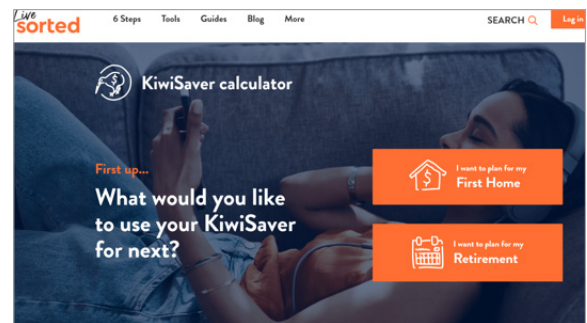 Live
sorted
6 Steps Tools Guides Blog More
SEARCH
Log in
KiwiSaver calculator
First up...
What would you like
to use your KiwiSaver
for next?
I want to plan for my
First Home
I want to plan for my
Retirement